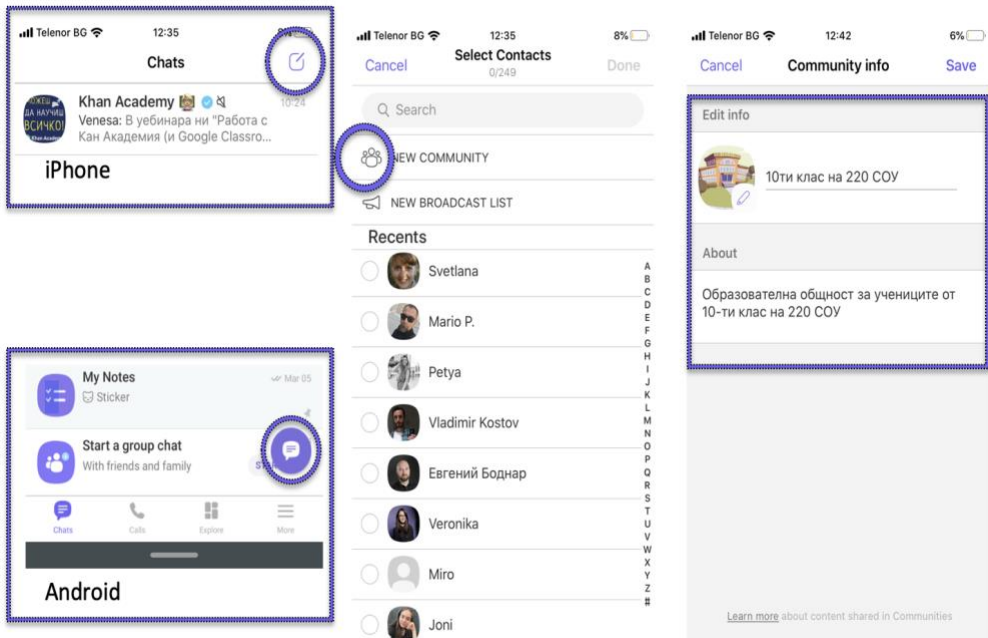 Telenor BG
12:35
Chats
Khan Academy
10:24
Venesa: В уебинара ни "Работа с
Кан Академия (и Google Classro...
МОЖЕШ
ДА НАУЧИШ
ВСИЧКО!
iPhone
My Notes
Mar 05
Sticker
Start a group chat
With friends and family
Chats
Calls
Explore
More
Android
Telenor BG
12:35
8%
Cancel
Select Contacts
Done
0/249
Search
NEW COMMUNITY
NEW BROADCAST LIST
Recents
Svetlana
Mario P.
Petya
Vladimir Kostov
Евгений Боднар
Veronika
Miro
Joni
A
B
C
D
E
F
G
H
I
J
K
L
M
N
O
P
Q
R
S
T
U
V
W
X
Y
Z
#
Telenor BG
12:42
6%
Cancel
Community info
Save
Edit info
10ти клас на 220 СОУ
About
Образователна общност за учениците от
10-ти клас на 220 СОУ
Learn more about content shared in Communities